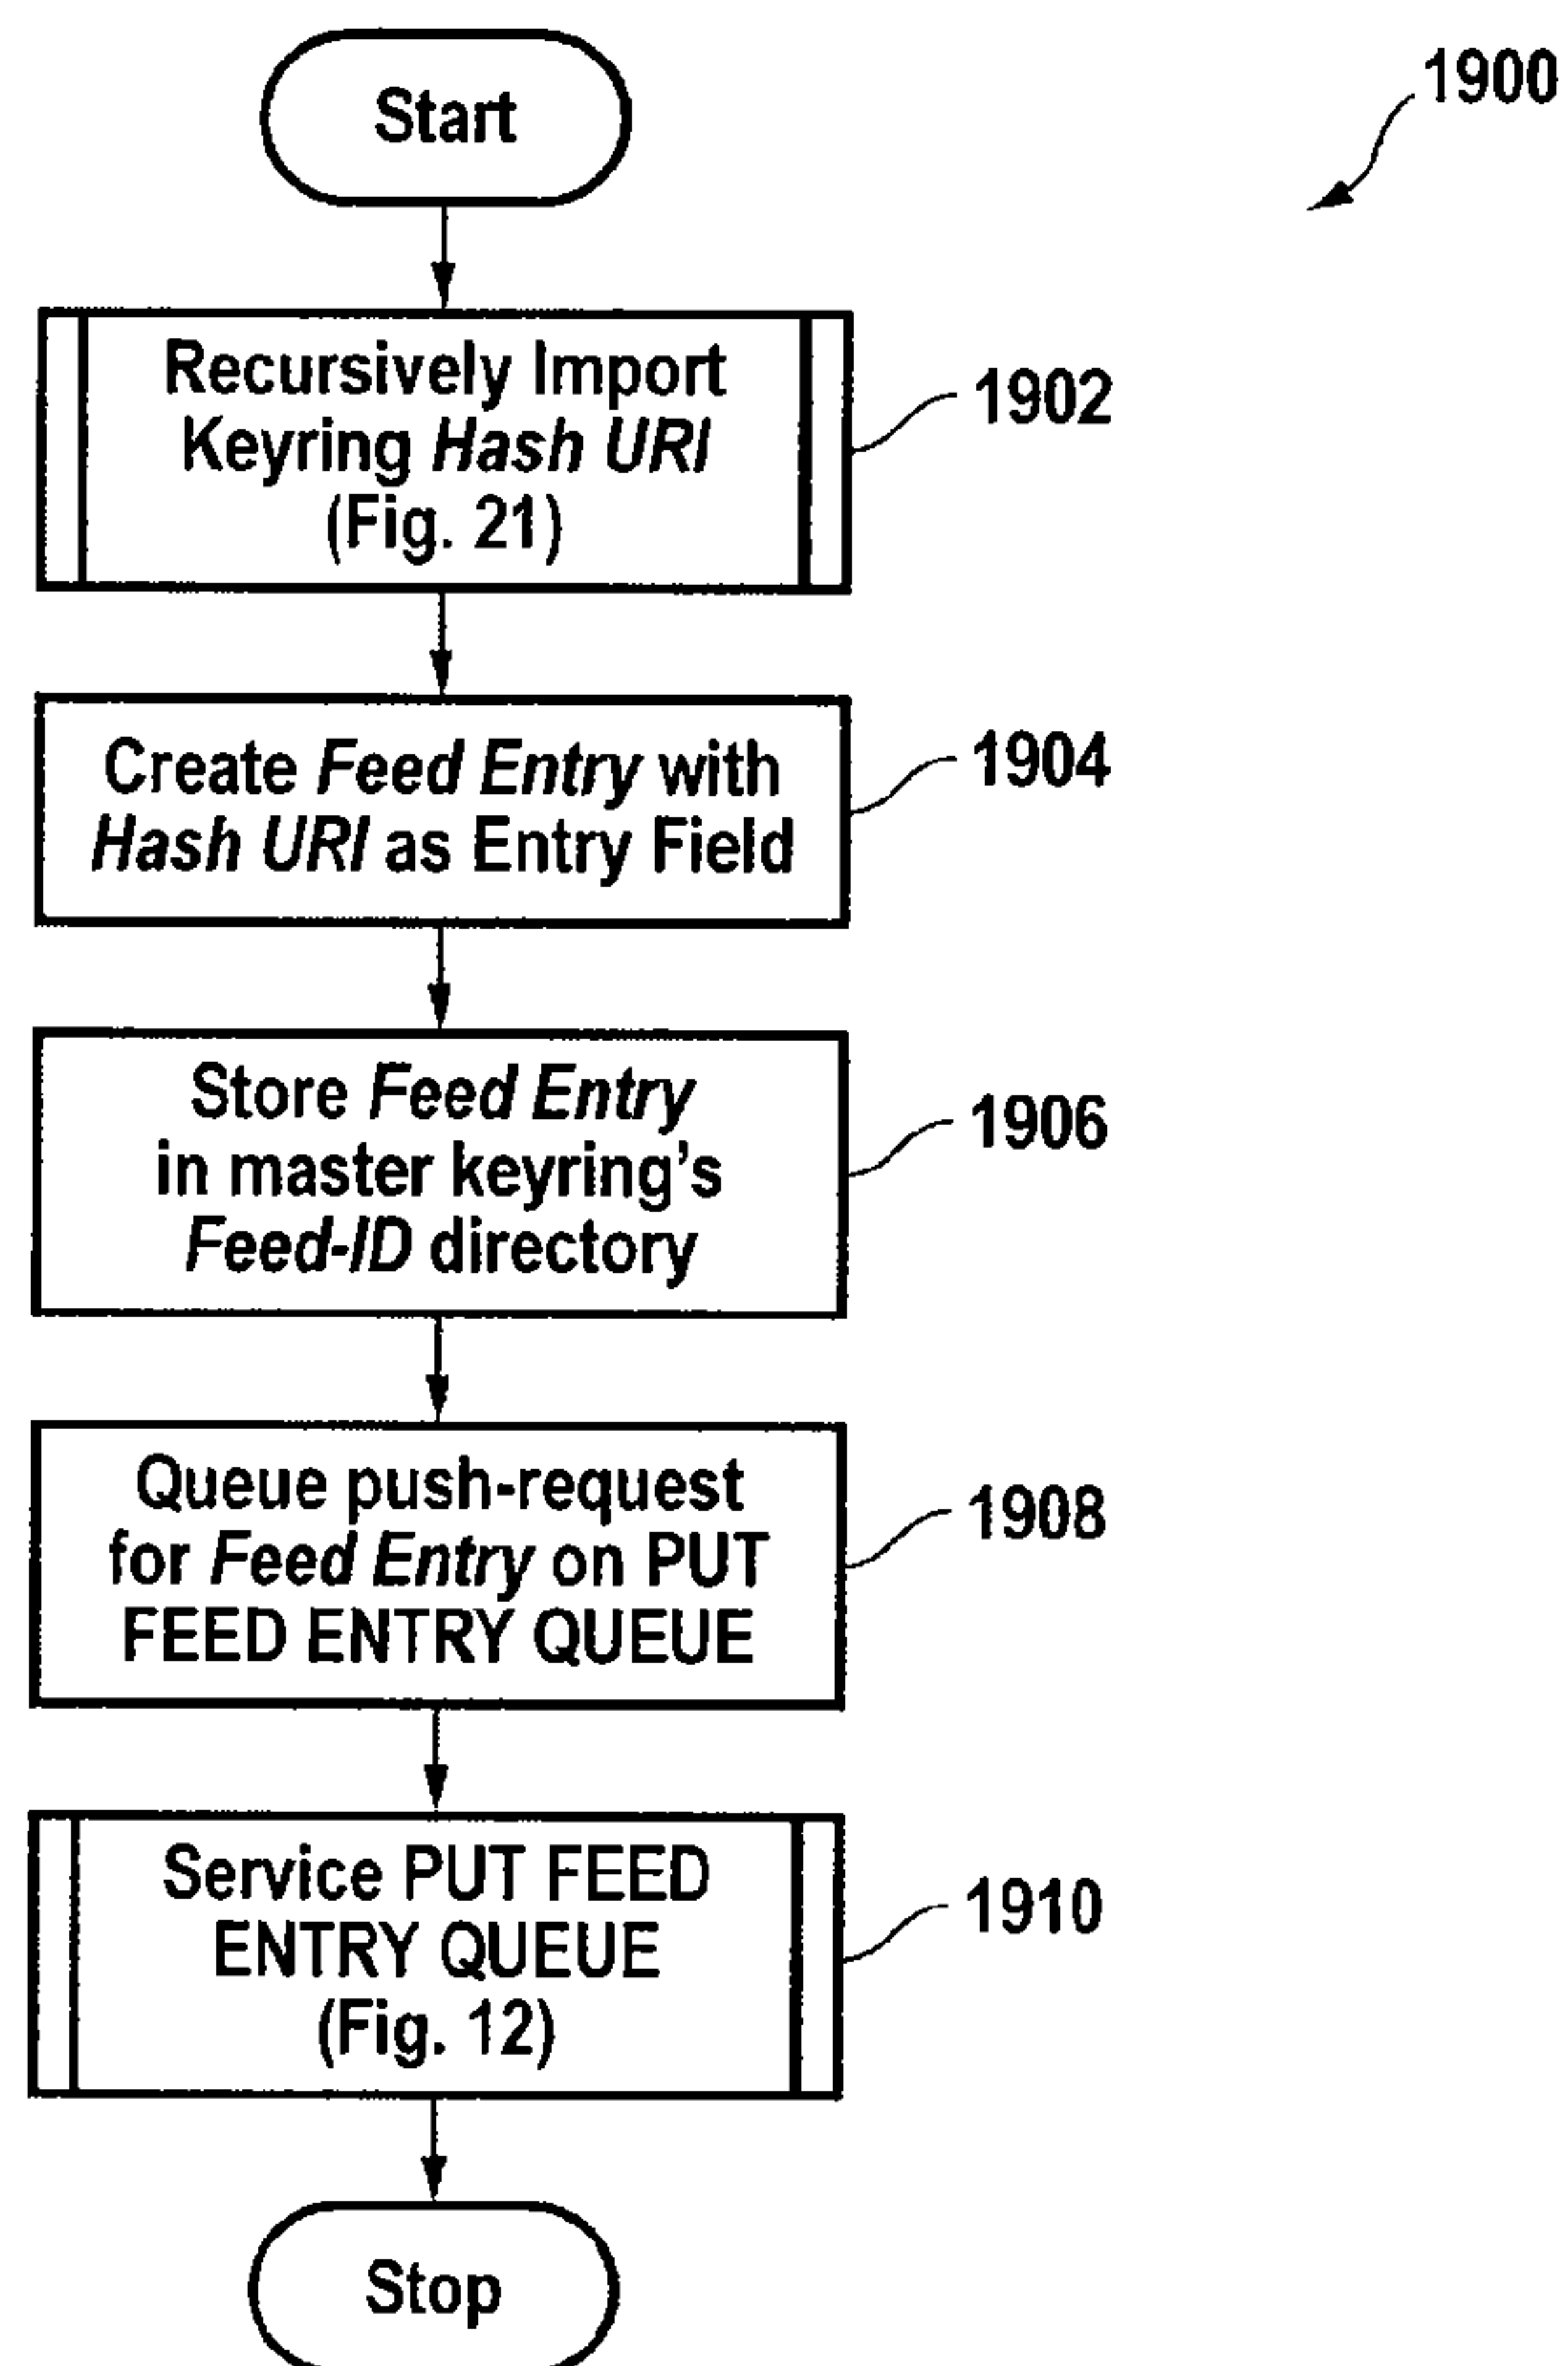 Start
1900
Recursively Import
Keyring Hash URI
(Fig. 21)
1902
Create Feed Entry with
Hash URI as Entry Field
1904
Store Feed Entry
in master keyring's
Feed-ID directory
1906
Queue push-request
for Feed Entry on PUT
FEED ENTRY QUEUE
1908
Service PUT FEED
ENTRY QUEUE
(Fig. 12)
1910
Stop